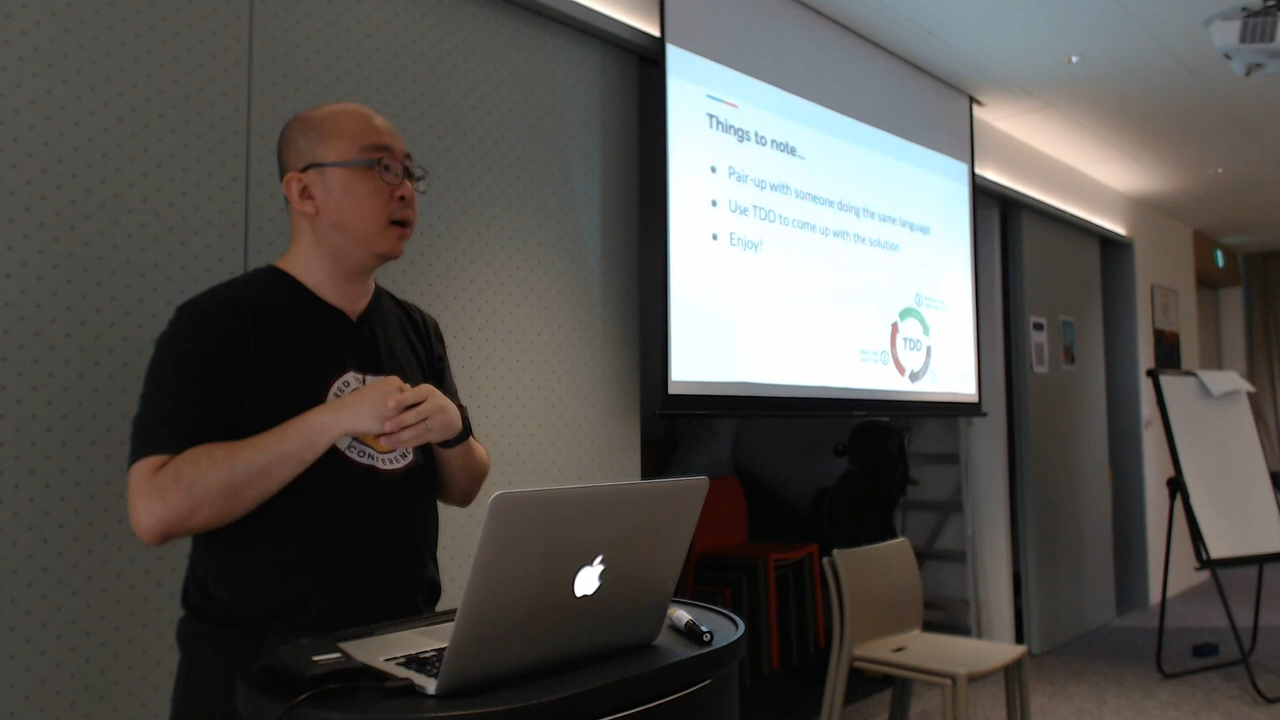 Things to note...
Pair-up with someone doing the same language
Use TDD to come up with the solution
Enjoy!
TDD
CONFERENC